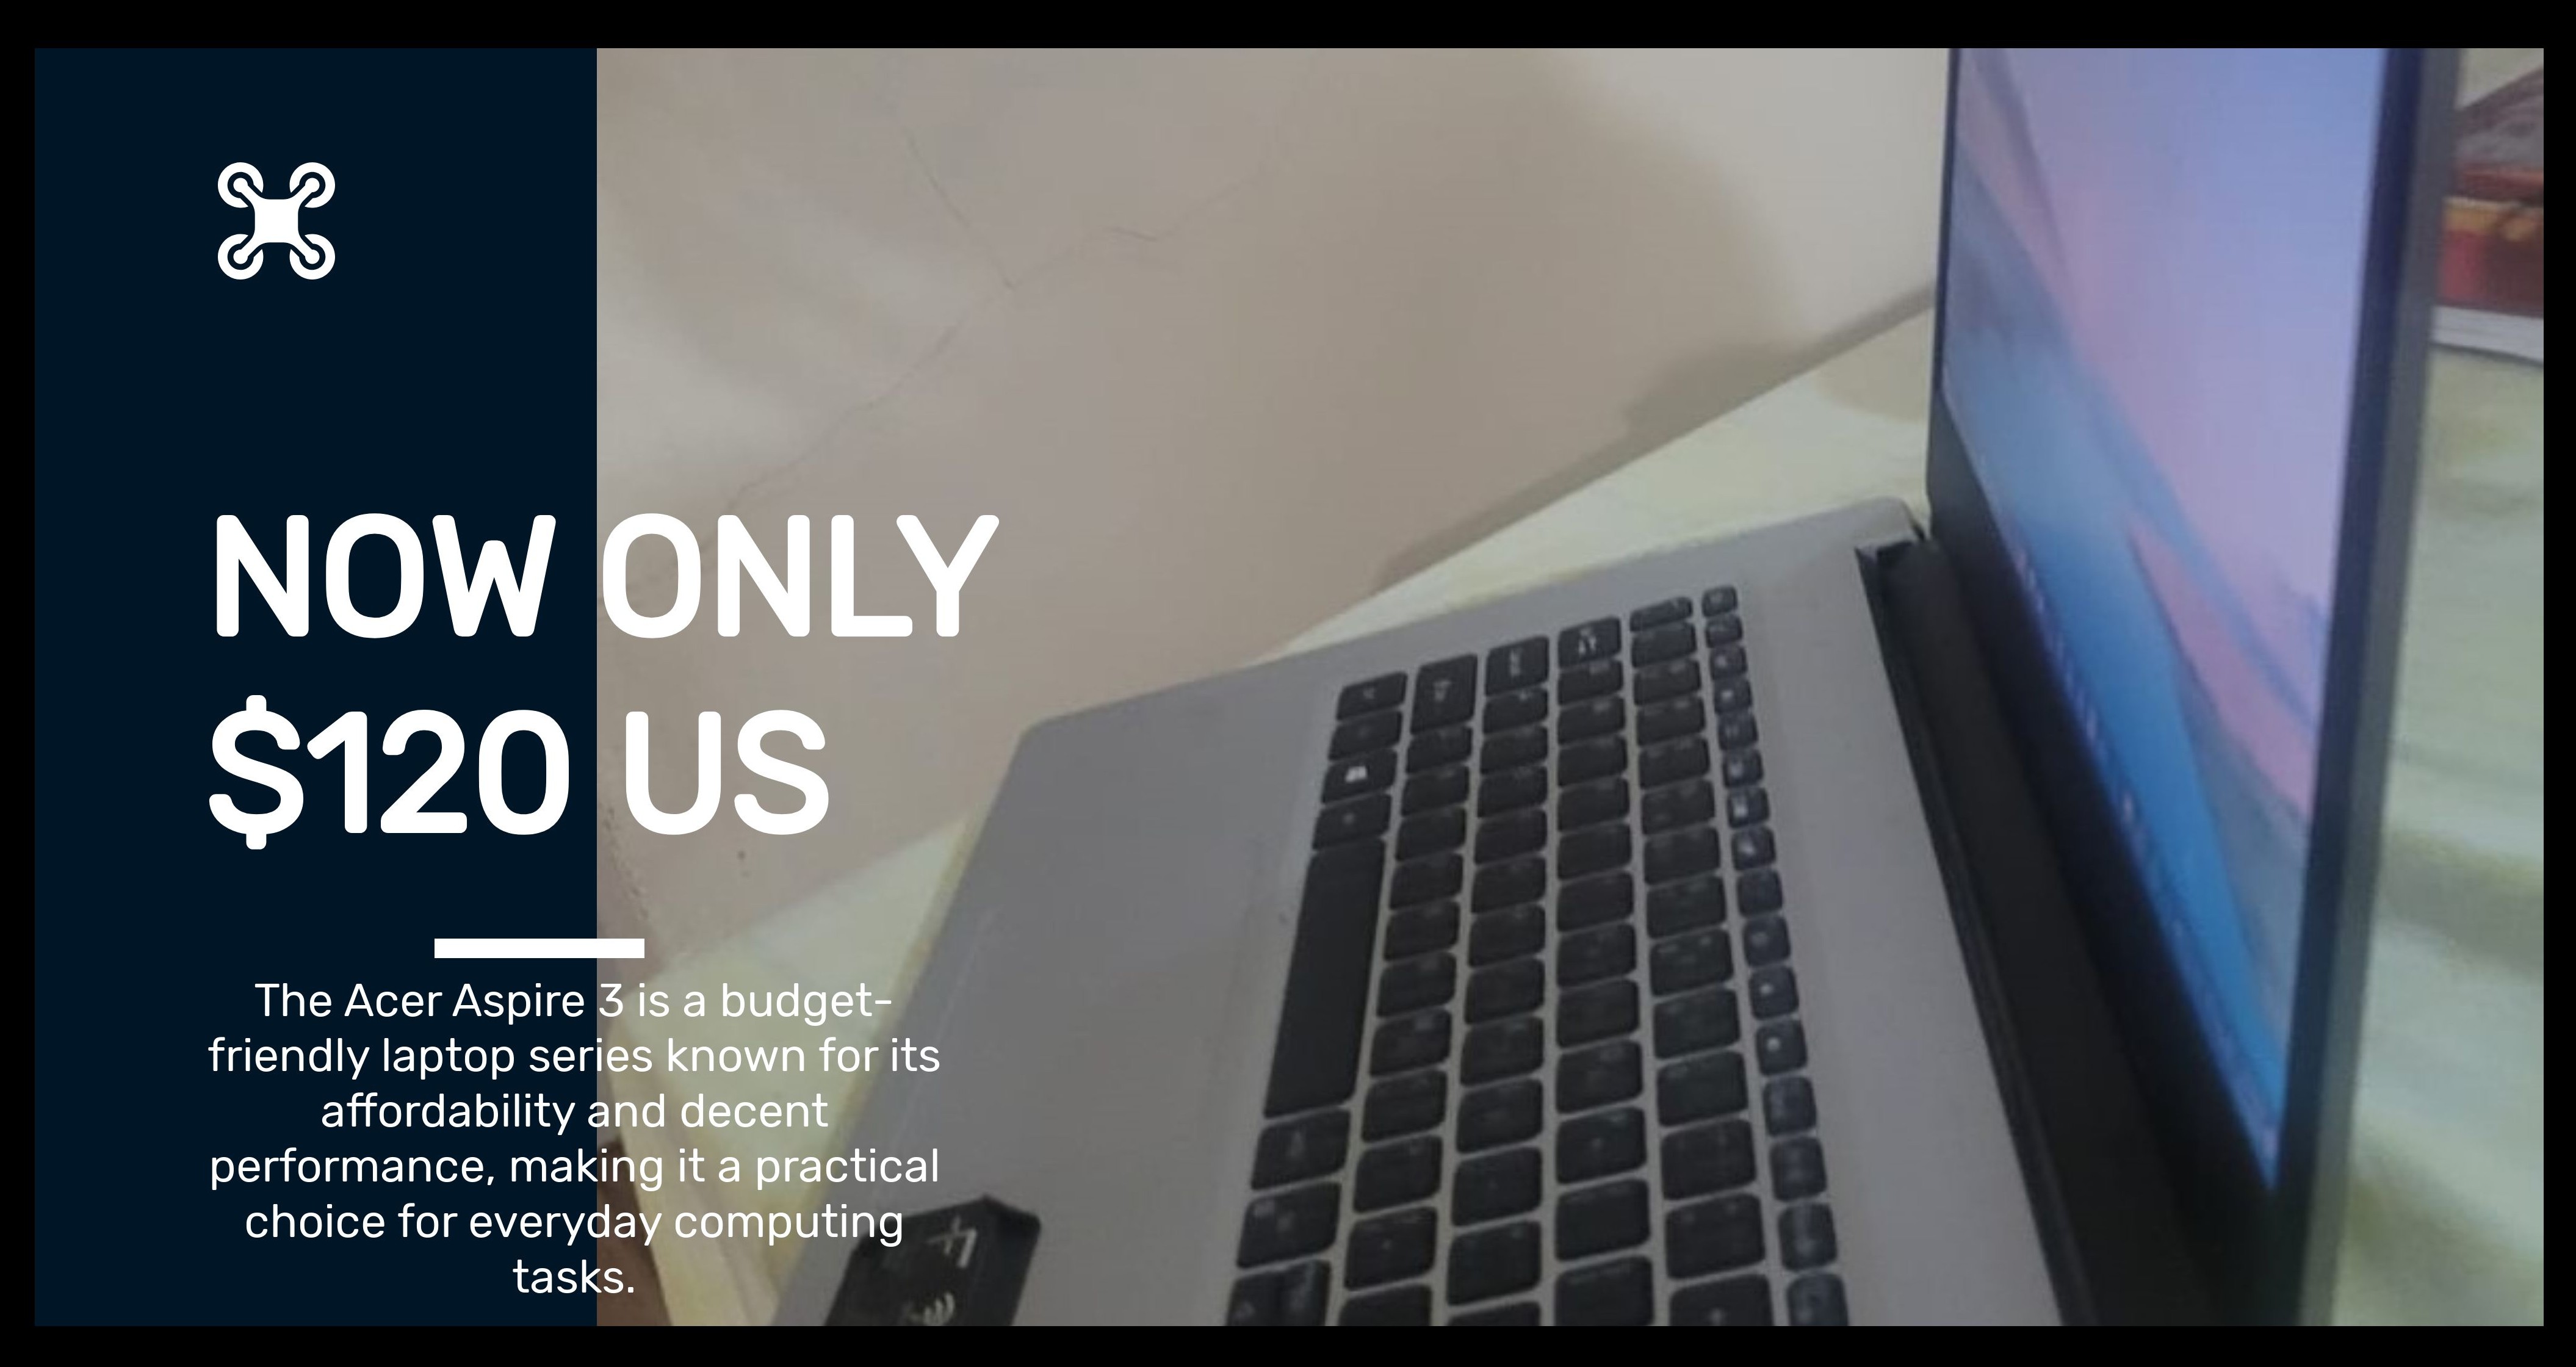 NOW ONLY
$120 US
The Acer Aspire 3 is a budget-
friendly laptop series known for its
affordability and decent
performance, making it a practical
choice for everyday computing
tasks.